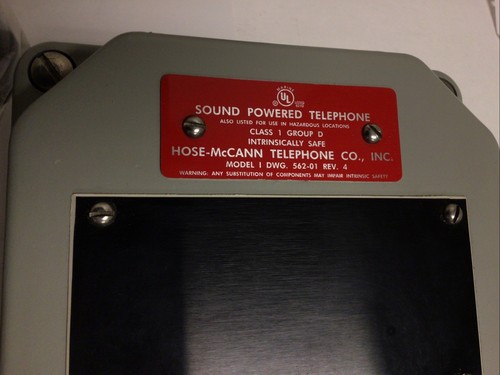 MARINE
UL
SOUND POWERED TELEPHONE
ALSO LISTED FOR USE IN HAZARDOUS LOCATIONS
CLASS 1 GROUP D
INTRINSICALLY SAFE
HOSE-McCANN TELEPHONE CO., INC.
MODEL I DWG. 562-01 REV. 4
WARNING: ANY SUBSTITUTION OF COMPONENTS MAY IMPAIR INTRINSIC SAFETY